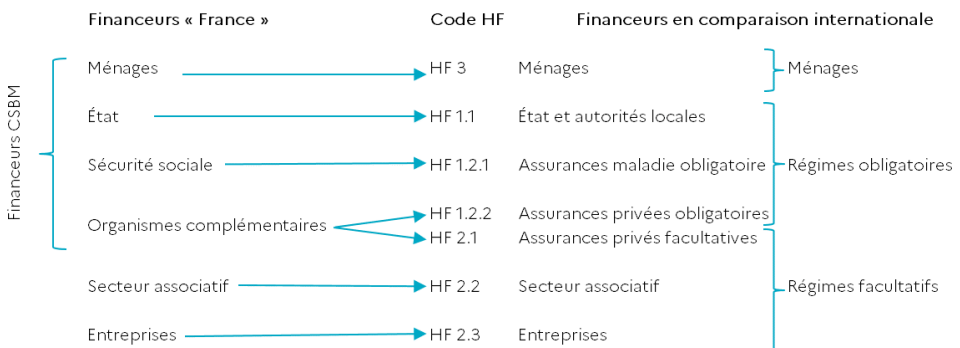 Financeurs « France » Code HF Financeurs en comparaison internationale
Financeurs CSBM
Ménages HF 3 Ménages Ménages
État HF 1.1 État et autorités locales
Sécurité sociale HF 1.2.1 Assurances maladie obligatoire Régimes obligatoires
HF 1.2.2 Assurances privées obligatoires
Organismes complémentaires
HF 2.1 Assurances privés facultatives
Secteur associatif HF 2.2 Secteur associatif Régimes facultatifs
Entreprises HF 2.3 Entreprises